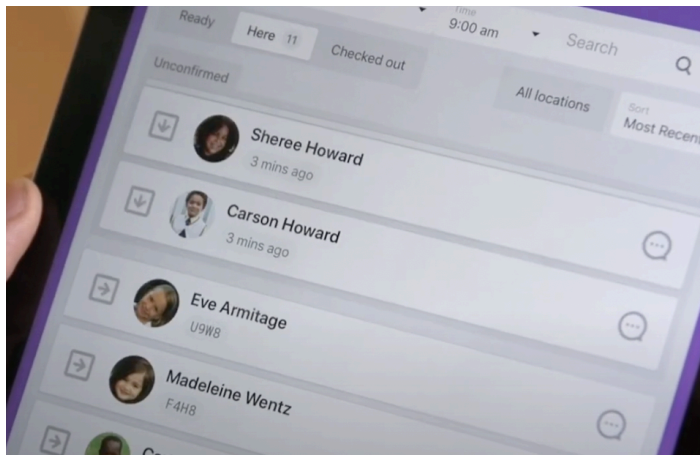 Time
Ready
Here 11
Checked out
9:00 am
Search
Unconfirmed
All locations
Sort
Most Recen
Sheree Howard
3 mins ago
Carson Howard
3 mins ago
Eve Armitage
U9W8
Madeleine Wentz
F4H8